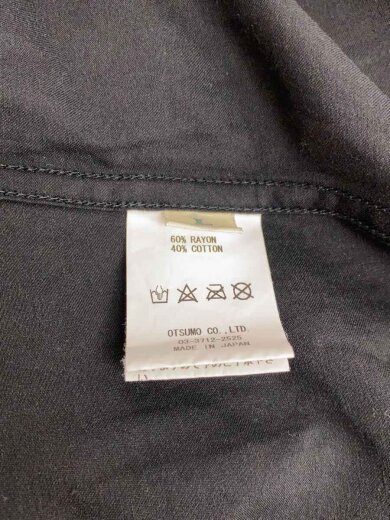 60% RAYON
40% COTTON
OTSUMO CO.,LTD.
03-3712-2525
MADE IN JAPAN